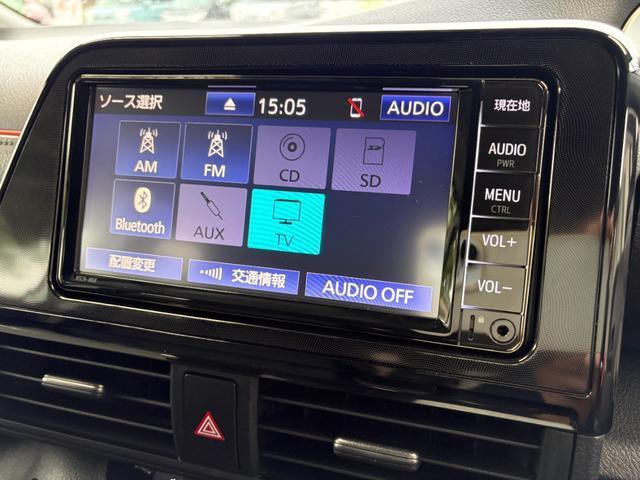 ソース選択
15:05
AUDIO
AM
FM
CD
SD
Bluetooth
AUX
TV
配置変更
交通情報
AUDIO OFF
現在地
AUDIO
PWR
MENU
CTRL
VOL+
VOL−